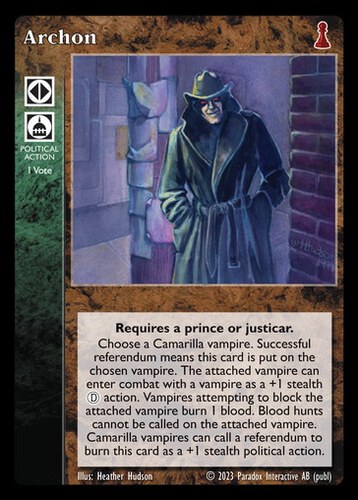 Archon
POLITICAL
ACTION
1 Vote
Requires a prince or justicar.
Choose a Camarilla vampire. Successful
referendum means this card is put on the
chosen vampire. The attached vampire can
enter combat with a vampire as a +1 stealth
Ⓓ action. Vampires attempting to block the
attached vampire burn 1 blood. Blood hunts
cannot be called on the attached vampire.
Camarilla vampires can call a referendum to
burn this card as a +1 stealth political action.
Illus: Heather Hudson © 2023 Paradox Interactive AB (publ)